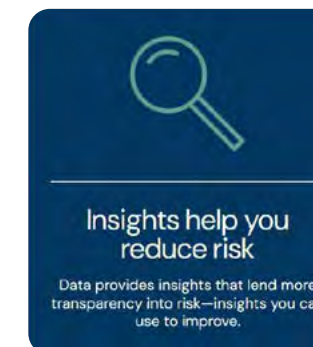 Insights help you
reduce risk
Data provides insights that lend more
transparency into risk—insights you ca
use to improve.